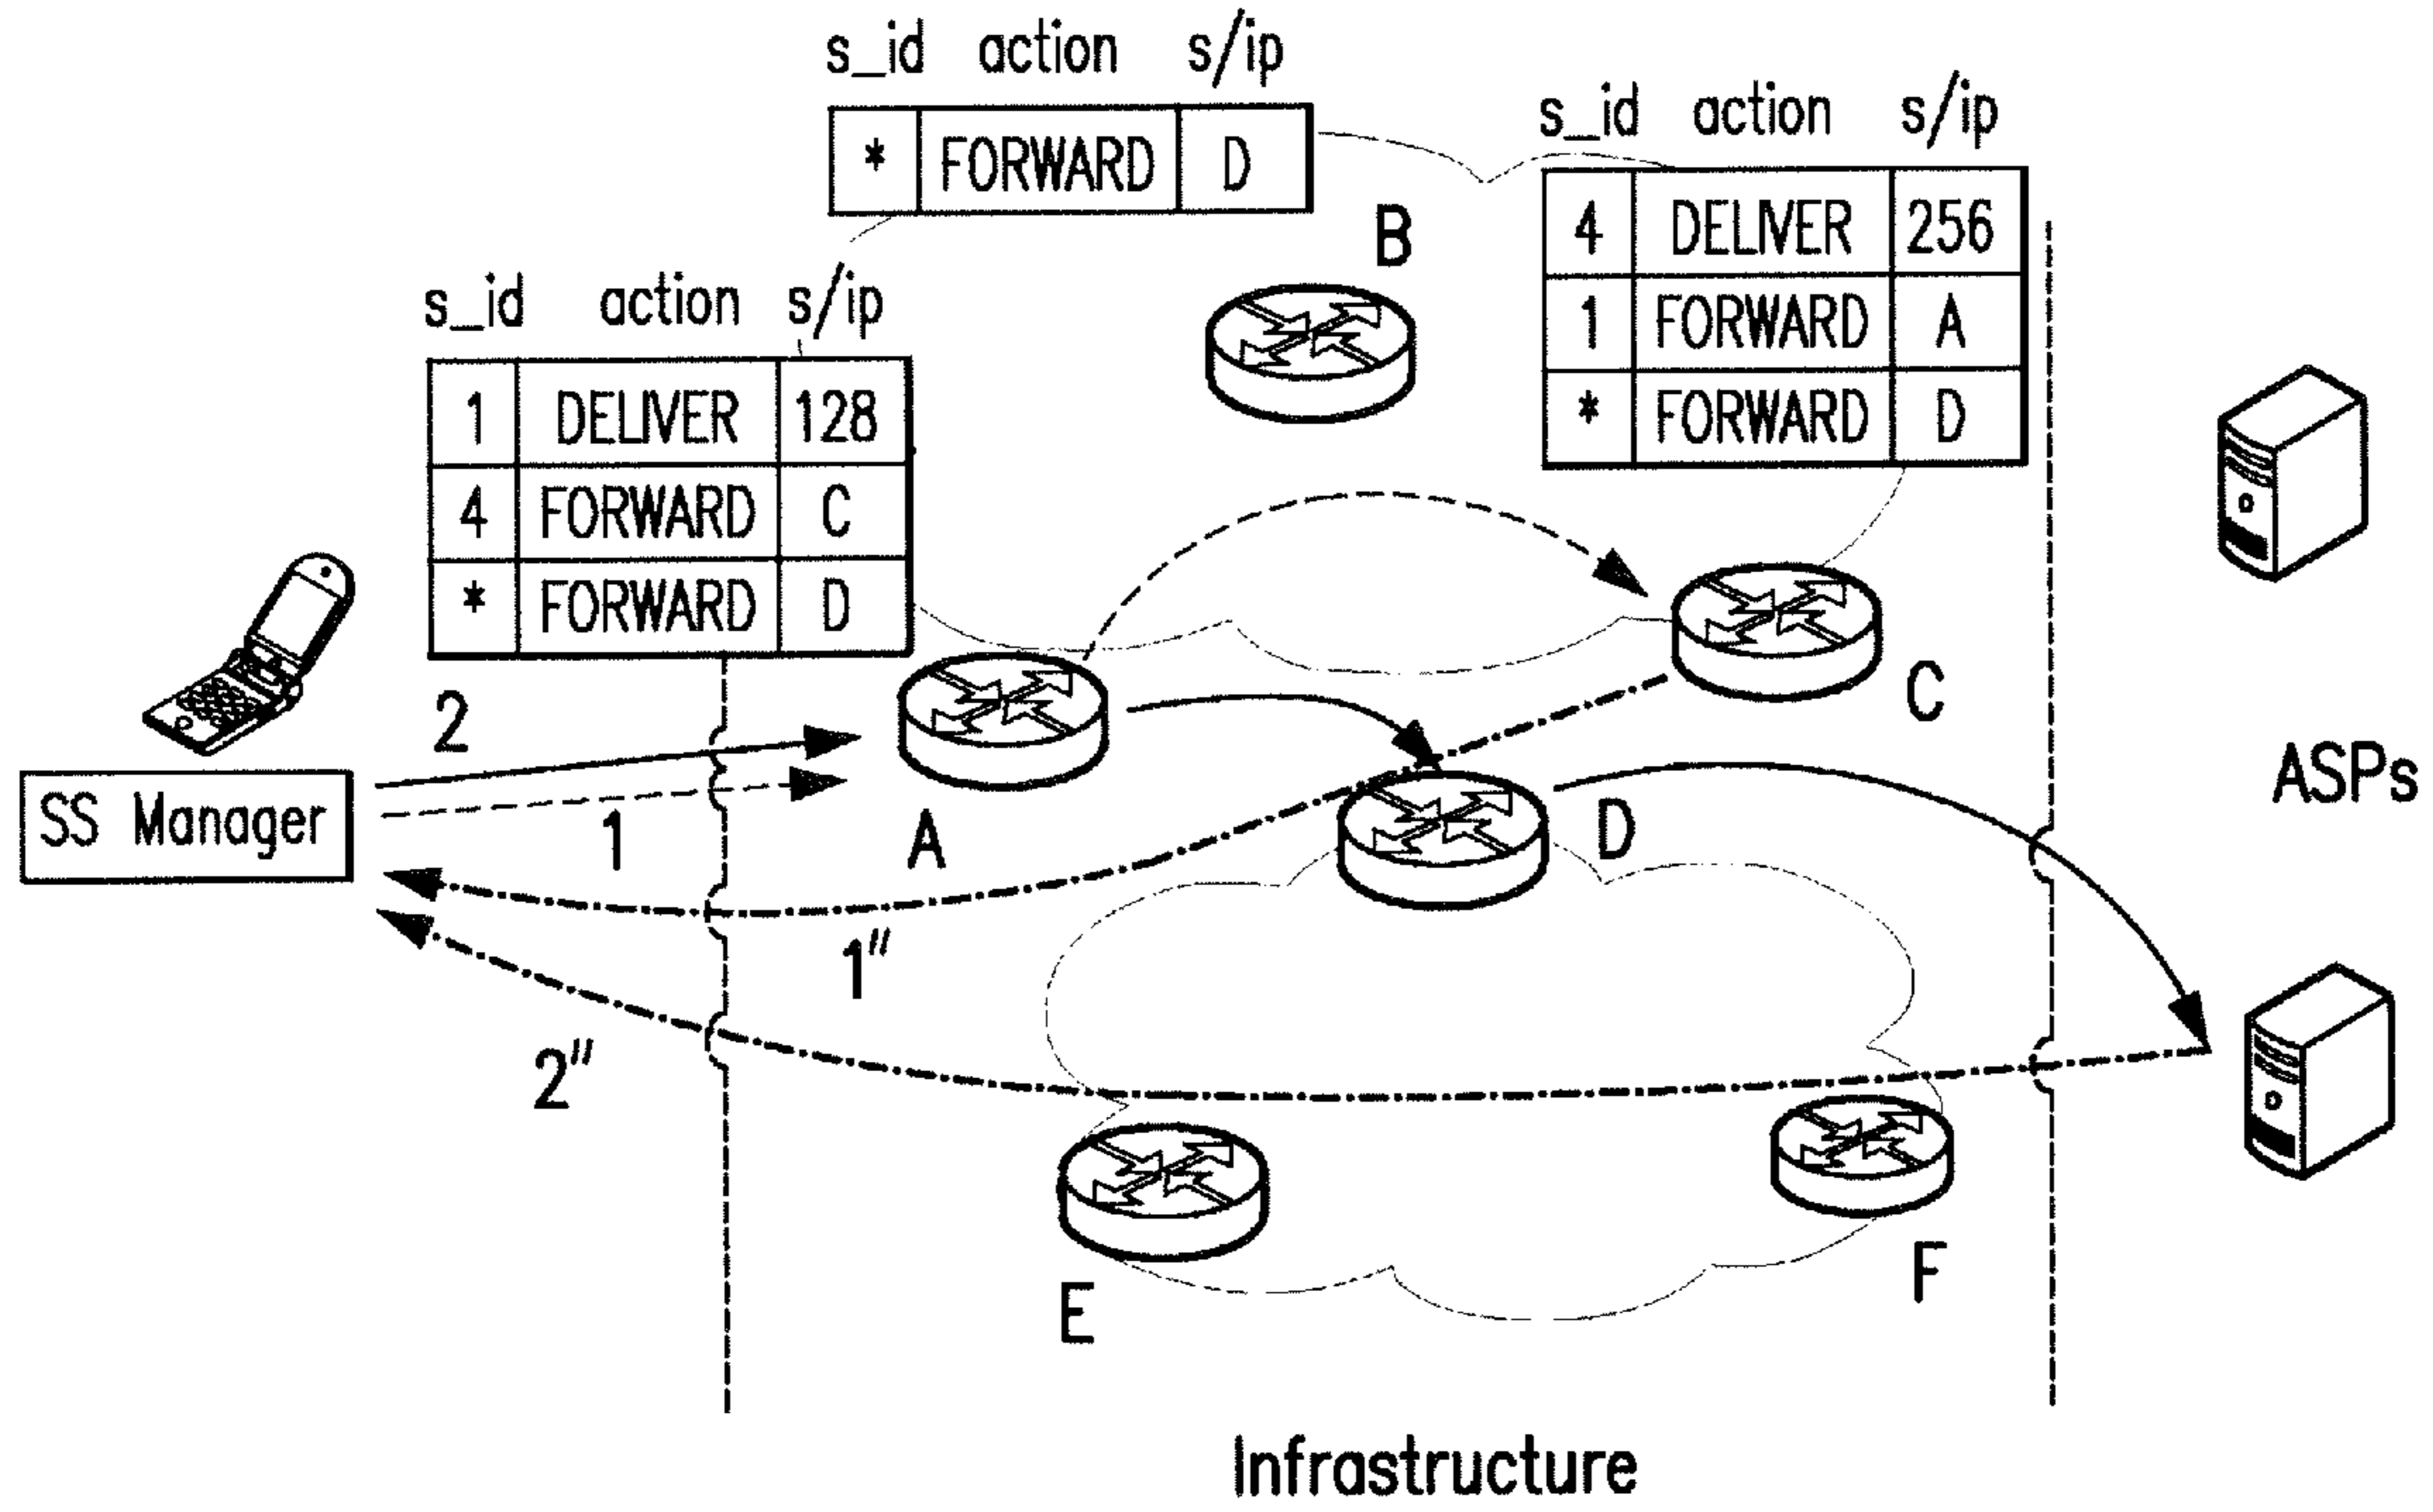 s_id action s/ip
* FORWARD D
s_id action s/ip
4 DELIVER 256
1 FORWARD A
* FORWARD D
B
s_id action s/ip
1 DELIVER 128
4 FORWARD C
* FORWARD D
C
2
ASPs
SS Manager
1
A
D
1"
2"
E
F
Infrastructure